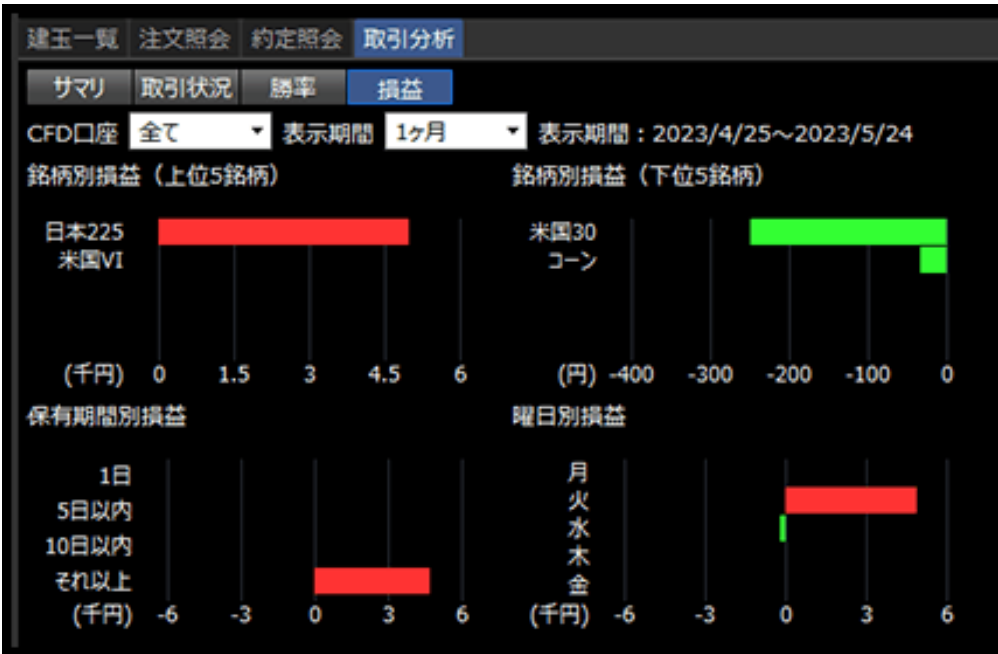 建玉一覧 注文照会 約定照会 取引分析
サマリ 取引状況 勝率 損益
CFD口座 全て 表示期間 1ヶ月 表示期間：2023/4/25～2023/5/24
銘柄別損益（上位5銘柄）
日本225
米国VI
(千円) 0 1.5 3 4.5 6
銘柄別損益（下位5銘柄）
米国30
コーン
(円) -400 -300 -200 -100 0
保有期間別損益
1日
5日以内
10日以内
それ以上
(千円) -6 -3 0 3 6
曜日別損益
月
火
水
木
金
(千円) -6 -3 0 3 6